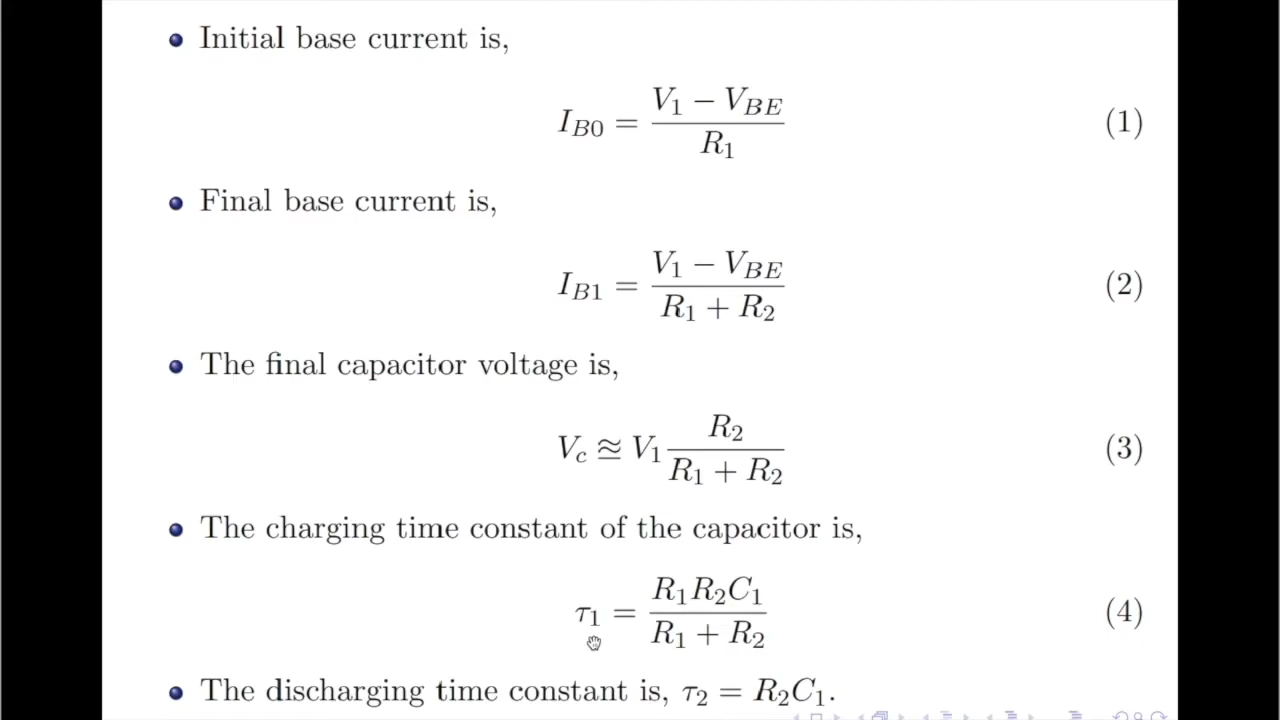 Initial base current is,
I_{B0} = \frac{V_1 - V_{BE}}{R_1} (1)
Final base current is,
I_{B1} = \frac{V_1 - V_{BE}}{R_1 + R_2} (2)
The final capacitor voltage is,
V_c ≊ V_1 \frac{R_2}{R_1 + R_2} (3)
The charging time constant of the capacitor is,
τ_1 = \frac{R_1 R_2 C_1}{R_1 + R_2} (4)
The discharging time constant is, τ_2 = R_2 C_1.